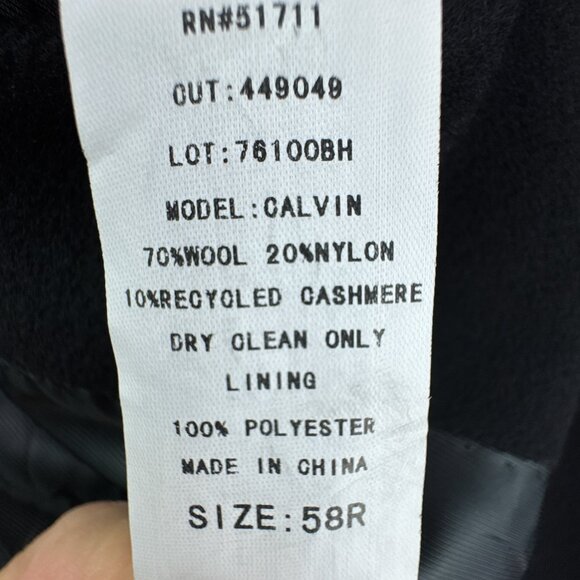 RN#51711
CUT:449049
LOT:76100BH
MODEL:CALVIN
70%WOOL 20%NYLON
10%RECYCLED CASHMERE
DRY CLEAN ONLY
LINING
100% POLYESTER
MADE IN CHINA
SIZE:58R